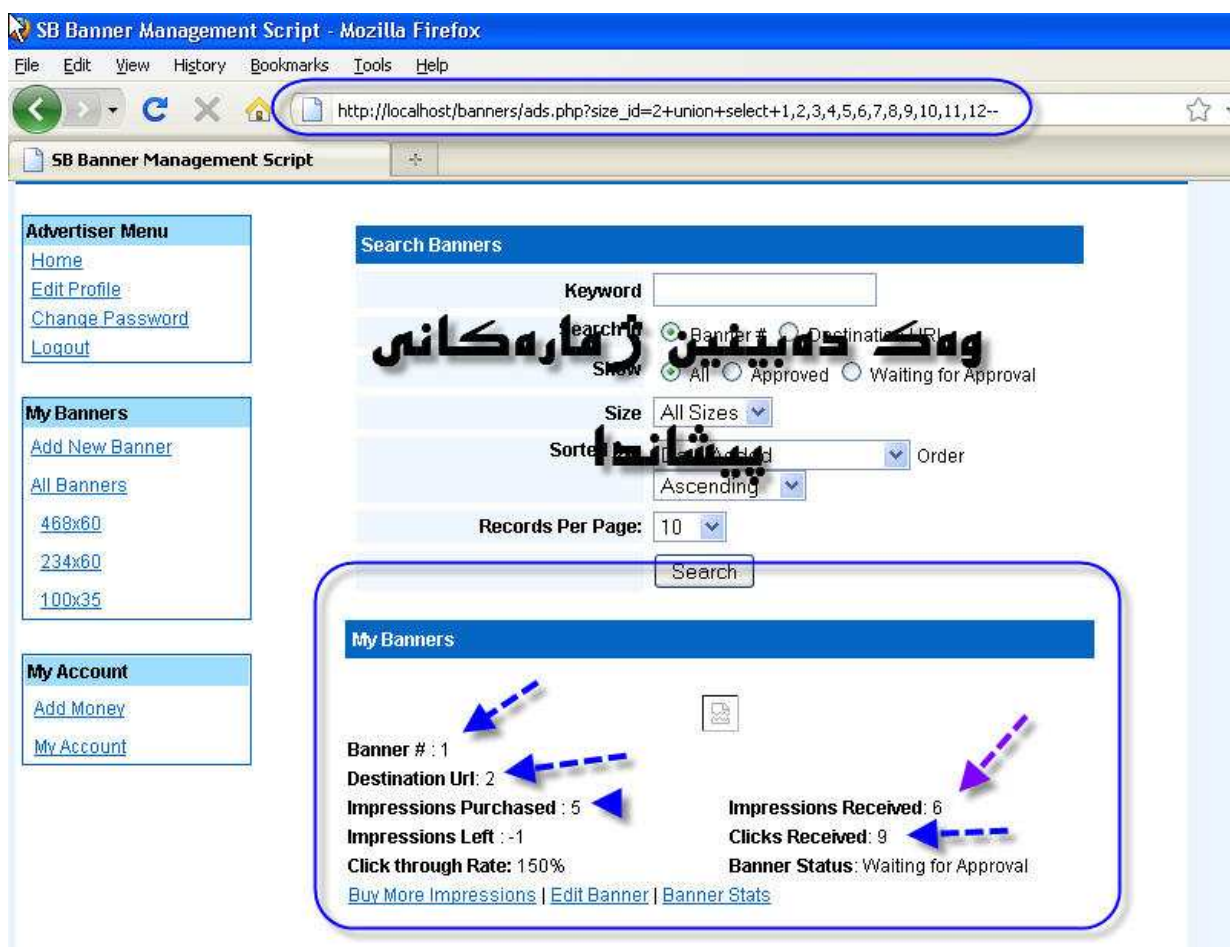 SB Banner Management Script - Mozilla Firefox
File Edit View History Bookmarks Tools Help
http://localhost/banners/ads.php?size_id=2+union+select+1,2,3,4,5,6,7,8,9,10,11,12--
SB Banner Management Script
Advertiser Menu
Home
Edit Profile
Change Password
Logout
My Banners
Add New Banner
All Banners
468x60
234x60
100x35
My Account
Add Money
My Account
Search Banners
Keyword
Search Banner # Destination URL
وەک دەبینین ژمارەکانی
Show All Approved Waiting for Approval
Size All Sizes
پیشاندا
Sorted Added Order
Ascending
Records Per Page: 10
Search
My Banners
Banner # : 1
Destination Url: 2
Impressions Purchased : 5 Impressions Received: 6
Impressions Left : -1 Clicks Received: 9
Click through Rate: 150% Banner Status: Waiting for Approval
Buy More Impressions | Edit Banner | Banner Stats